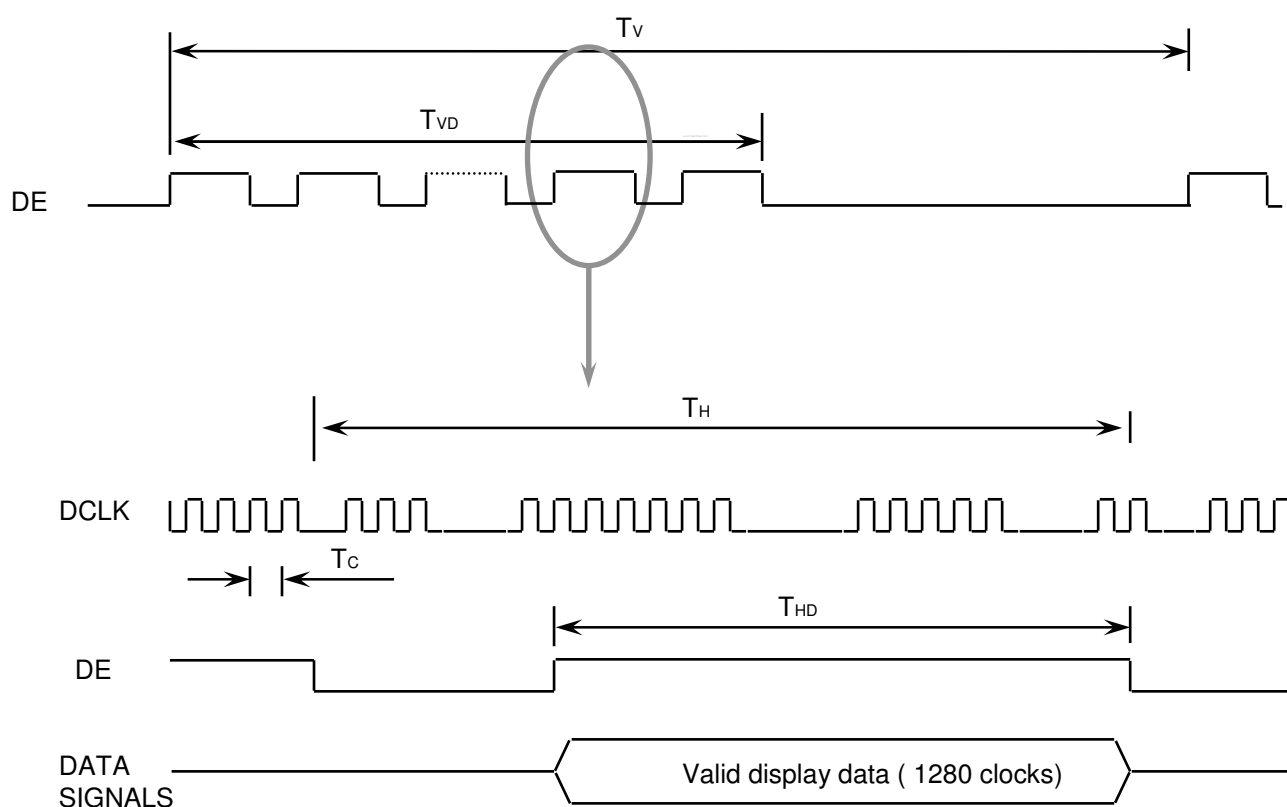 TV
TVD
DE
TH
DCLK
TC
THD
DE
DATA
SIGNALS
Valid display data ( 1280 clocks)